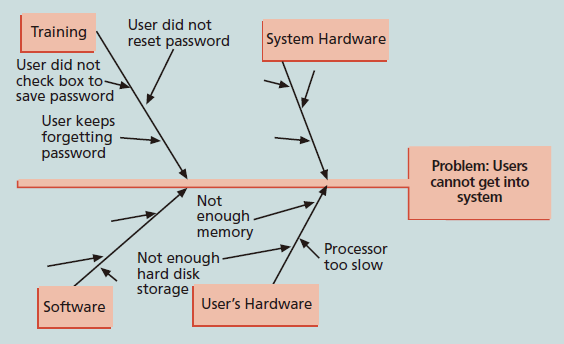 Training
User did not
reset password
System Hardware
User did not
check box to
save password
User keeps
forgetting
password
Problem: Users
cannot get into
system
Not
enough
memory
Not enough
hard disk
storage
Processor
too slow
Software
User's Hardware